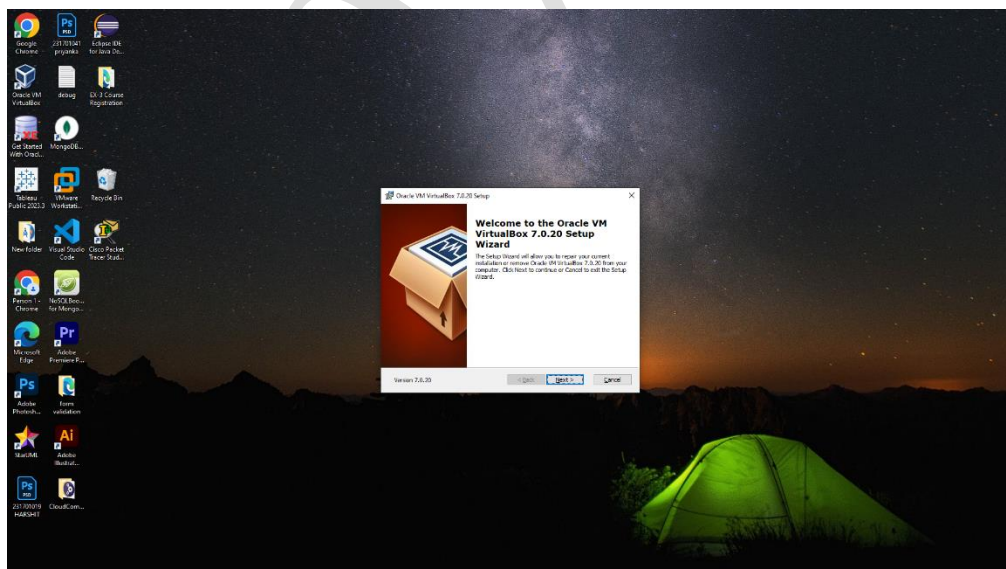 Google
Chrome
PSD
231701041
priyanka
Eclipse IDE
for Java De...
Oracle VM
VirtualBox
debug
EX-3 Course
Registration
Get Started
With Oracl...
MongoDB...
Tableau
Public 2023.3
VMware
Workstati...
Recycle Bin
New folder
Visual Studio
Code
Cisco Packet
Tracer Stud...
Person 1 -
Chrome
NoSQLBoo...
for Mongo...
Microsoft
Edge
Pr
Adobe
Premiere P...
Ps
Adobe
Photosh...
Form
validation
StarUML
Ai
Adobe
Illustrat...
Ps
PSD
231701019
HARSHIT
CloudCom...
Oracle VM VirtualBox 7.0.20 Setup
Welcome to the Oracle VM
VirtualBox 7.0.20 Setup
Wizard
The Setup Wizard will allow you to repair your current
installation or remove Oracle VM VirtualBox 7.0.20 from your
computer. Click Next to continue or Cancel to exit the Setup
Wizard.
Version 7.0.20
< Back
Next >
Cancel